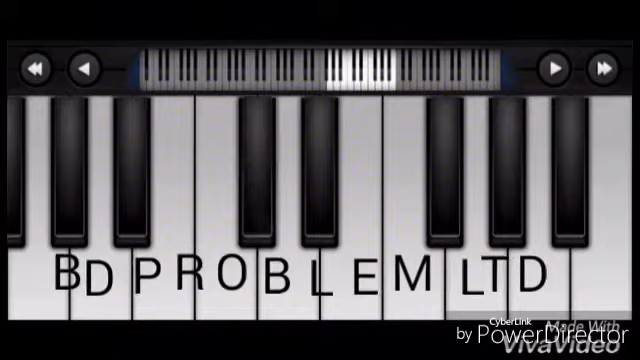 BD PROBLEM LTD
CyberLink
by PowerDirector
Made With
VivaVideo